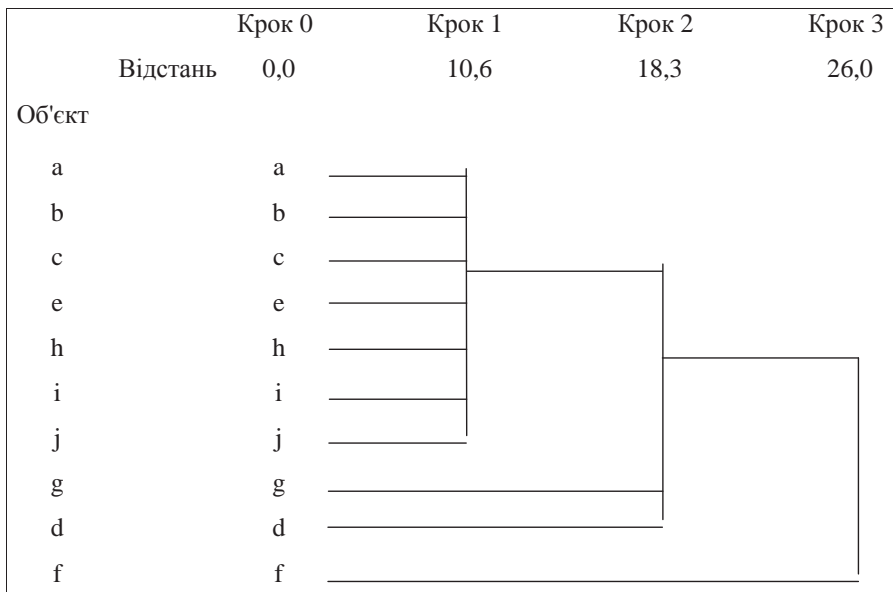 Крок 0 Крок 1 Крок 2 Крок 3
Відстань 0,0 10,6 18,3 26,0
Об'єкт
a a
b b
c c
e e
h h
i i
j j
g g
d d
f f